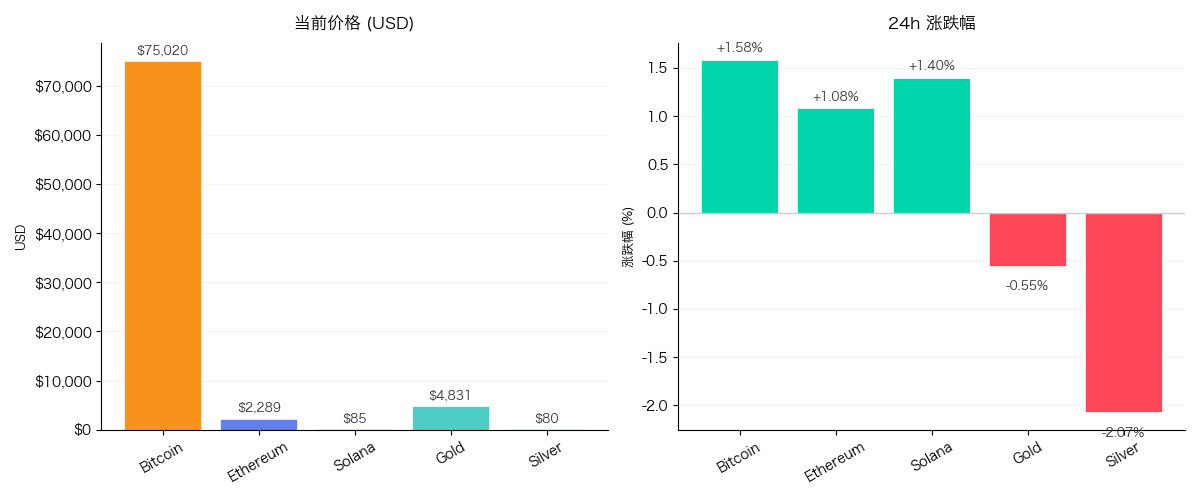 当前价格 (USD)
$75,020
$70,000
$60,000
$50,000
$40,000
$30,000
$20,000
$10,000
$0
USD
$2,289
$85
$4,831
$80
Bitcoin
Ethereum
Solana
Gold
Silver
24h 涨跌幅
+1.58%
+1.08%
+1.40%
-0.55%
-2.07%
1.5
1.0
0.5
0.0
-0.5
-1.0
-1.5
-2.0
涨跌幅 (%)
Bitcoin
Ethereum
Solana
Gold
Silver